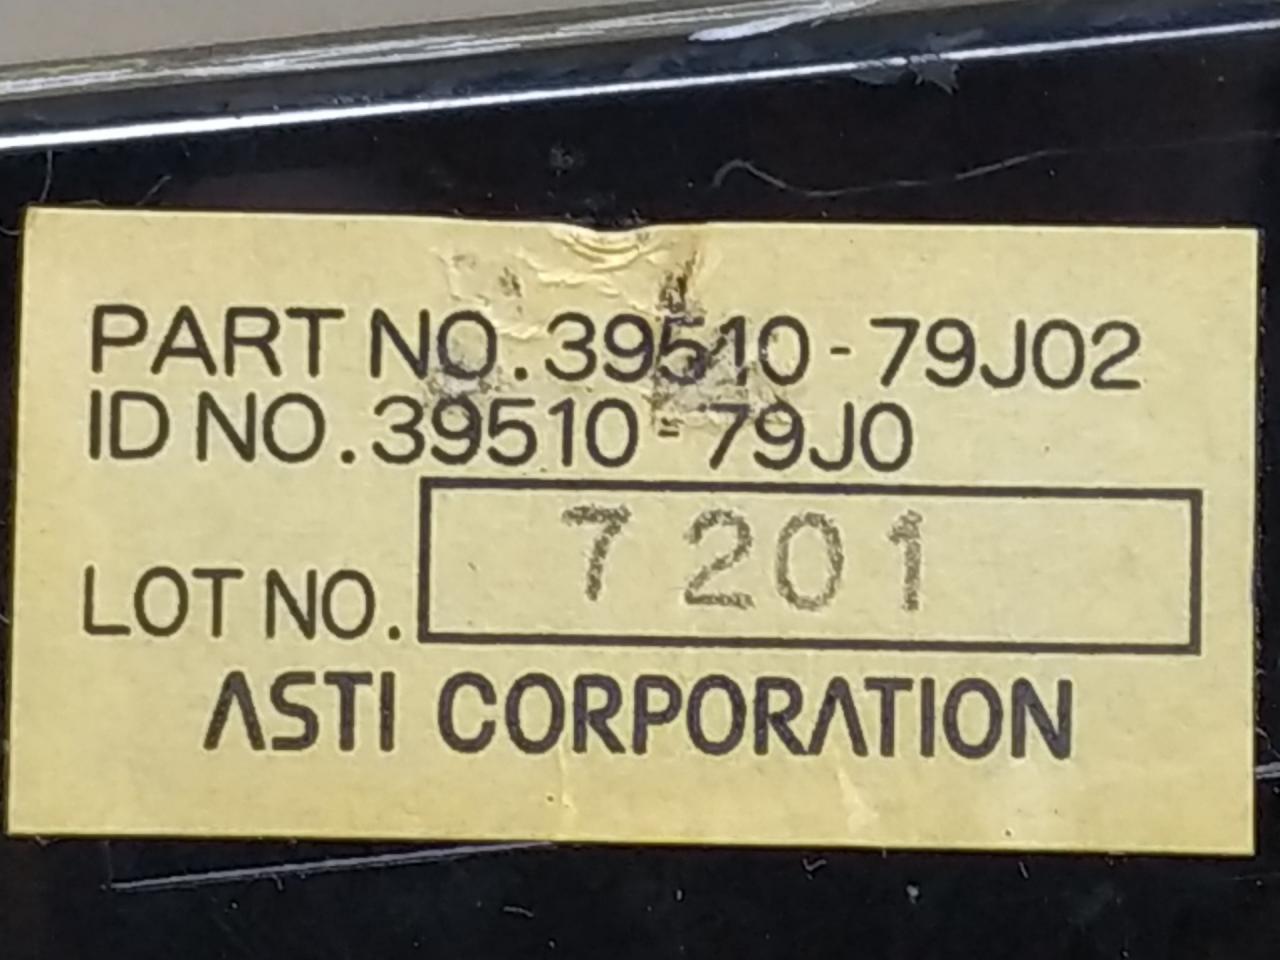 PART NO.39510-79J02
ID NO.39510-79J0
LOT NO. 7201
ASTI CORPORATION